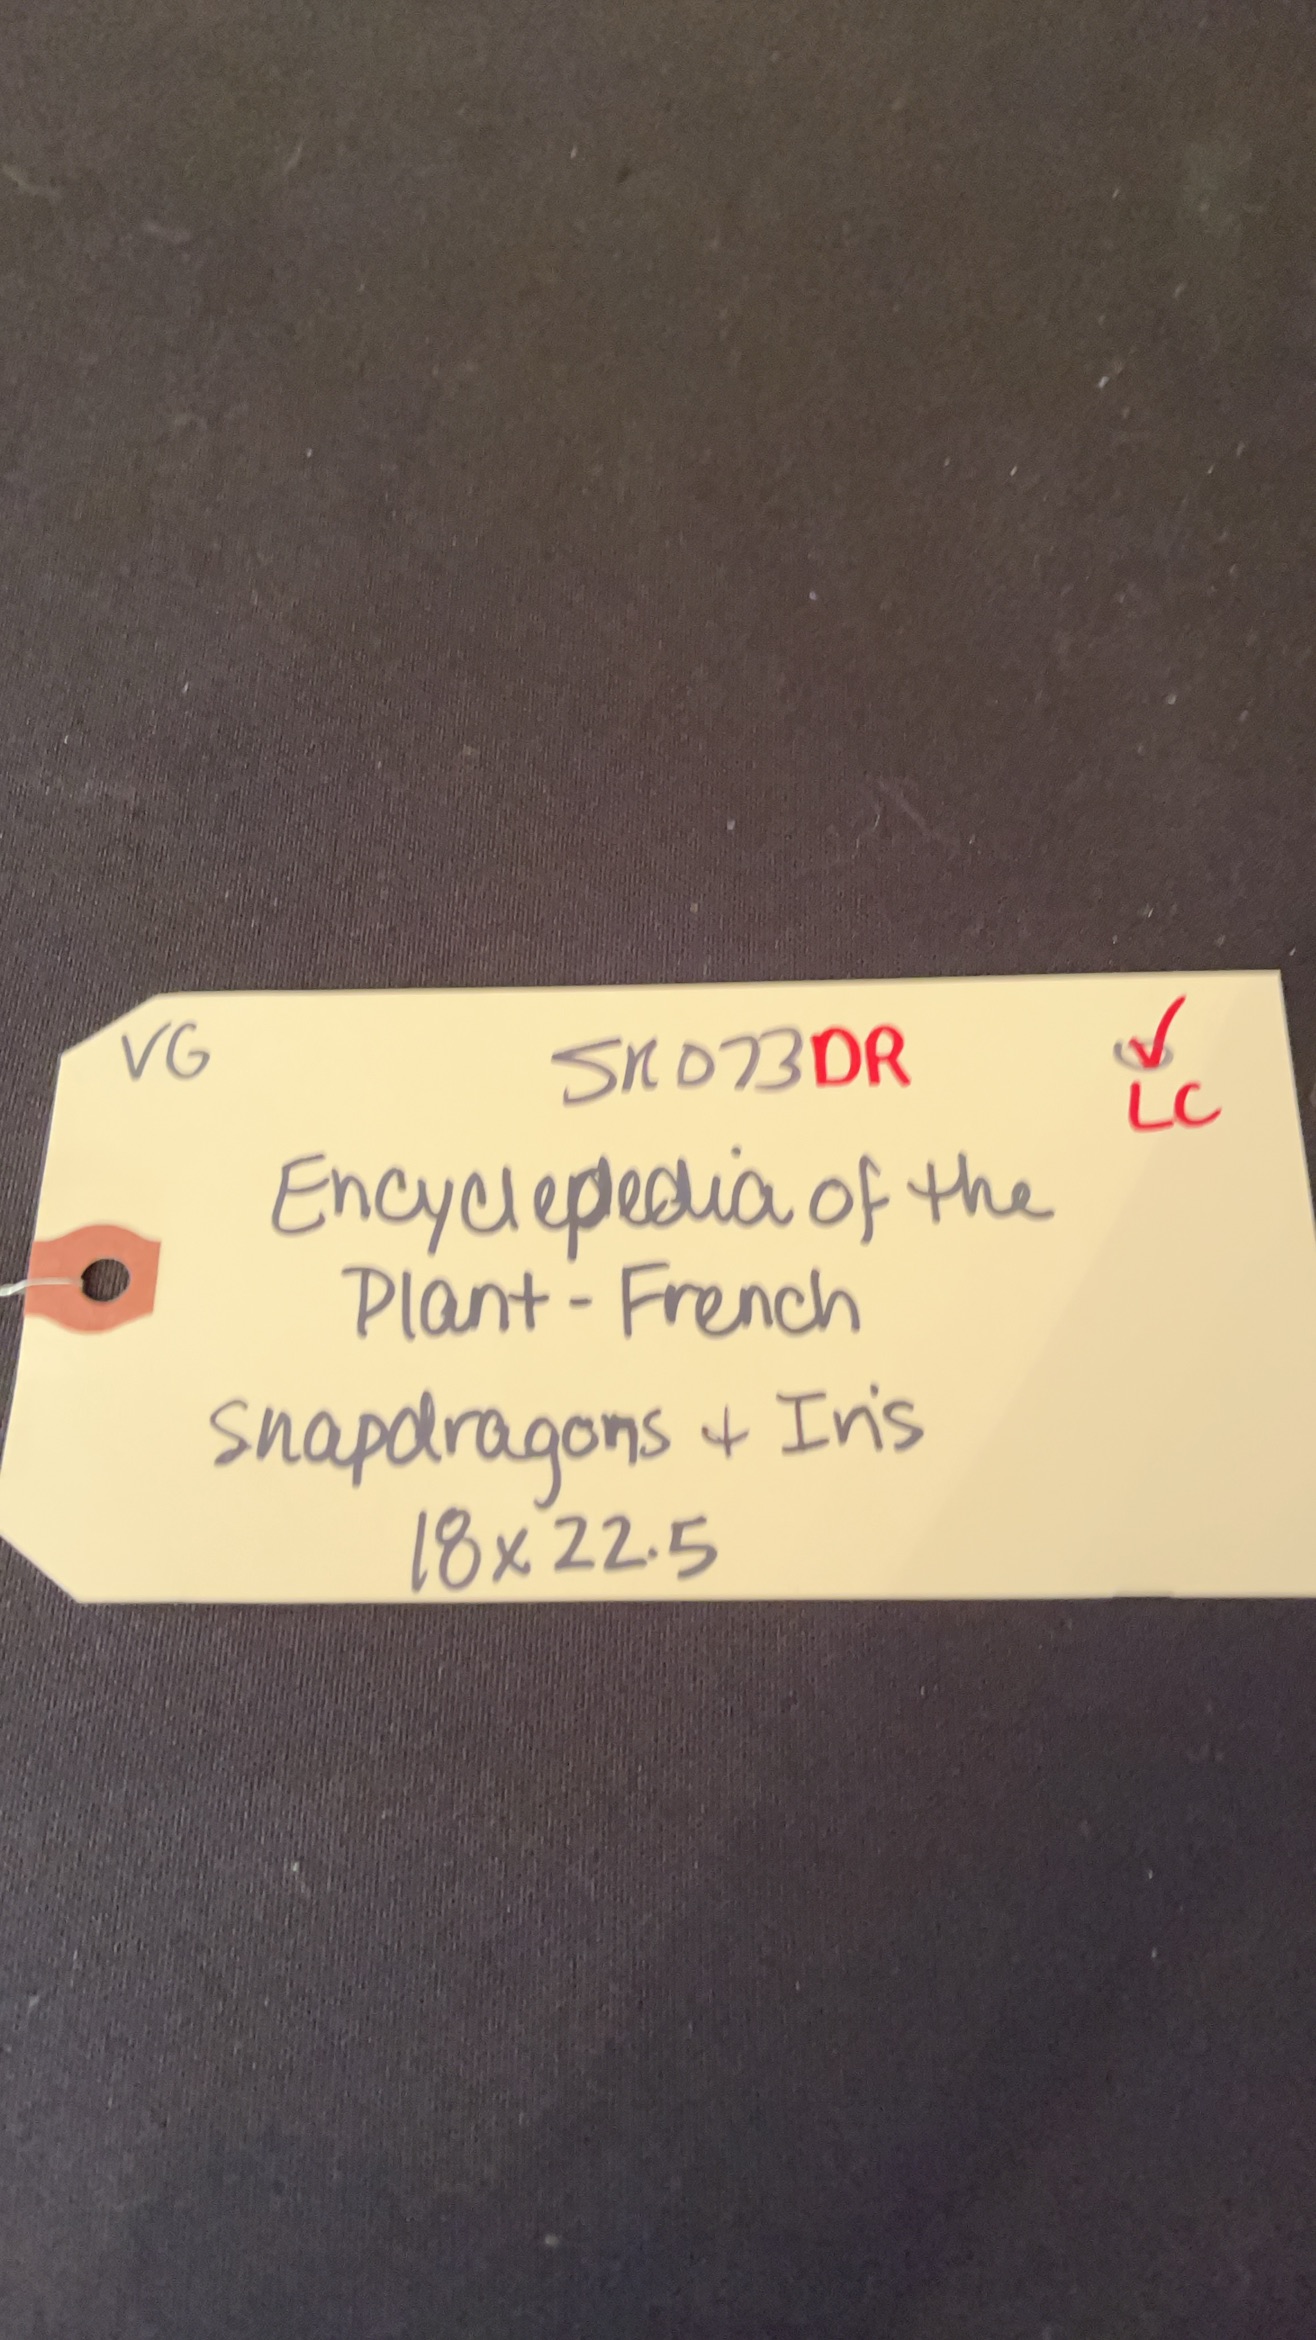 VG SK073DR ✓
LC
Encyclepedia of the
Plant - French
Snapdragons + Iris
18x22.5